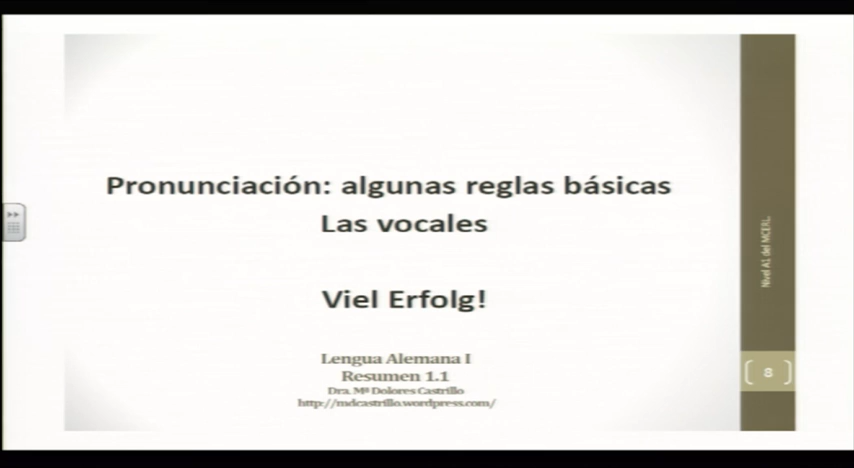 Pronunciación: algunas reglas básicas
Las vocales
Viel Erfolg!
Lengua Alemana I
Resumen 1.1
Dra. Mª Dolores Castrillo
http://mdcastrillo.wordpress.com/
Nivel A1 del MCERL.
8